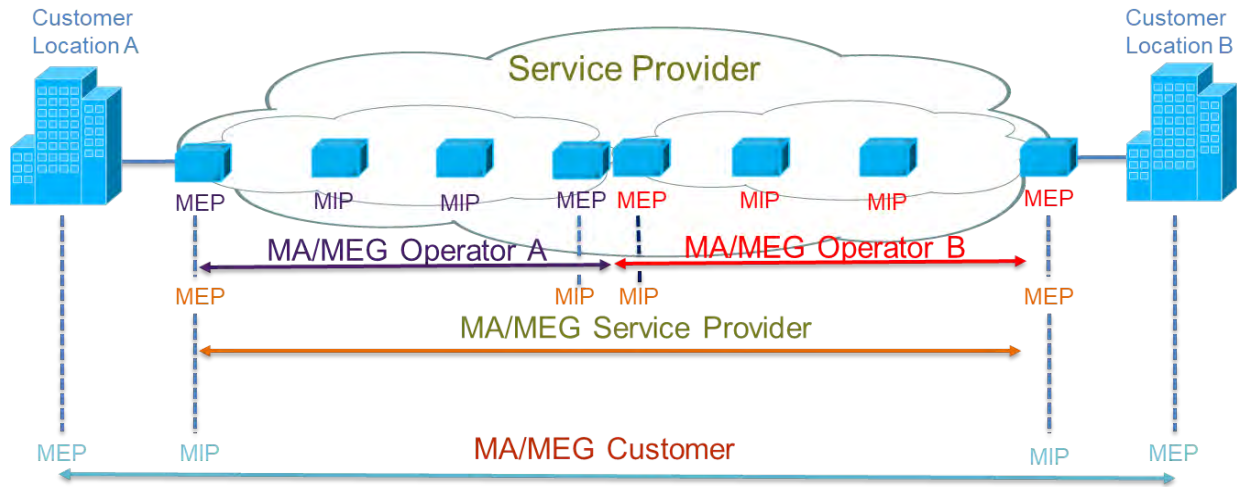 Customer
Location A
Customer
Location B
Service Provider
MEP MIP MIP MEP MEP MIP MIP MEP
MA/MEG Operator A MA/MEG Operator B
MEP MIP MIP MEP
MA/MEG Service Provider
MEP MIP MA/MEG Customer MIP MEP